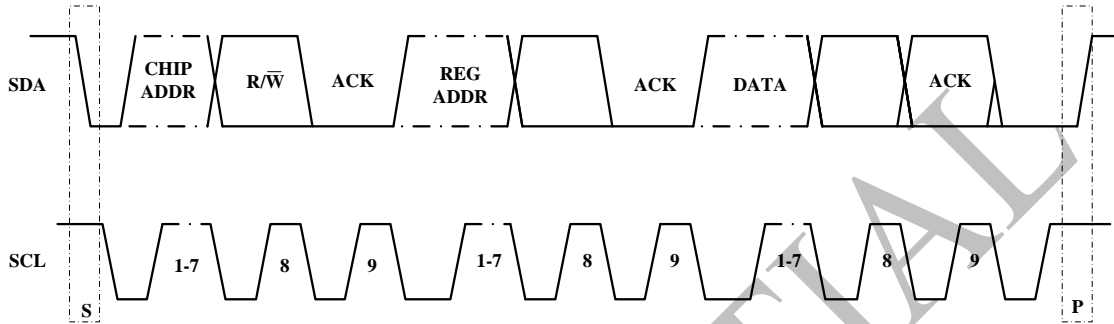 SDA
CHIP
ADDR
R/W̅
ACK
REG
ADDR
ACK
DATA
ACK
SCL
1-7
8
9
1-7
8
9
1-7
8
9
S
P
TIAL